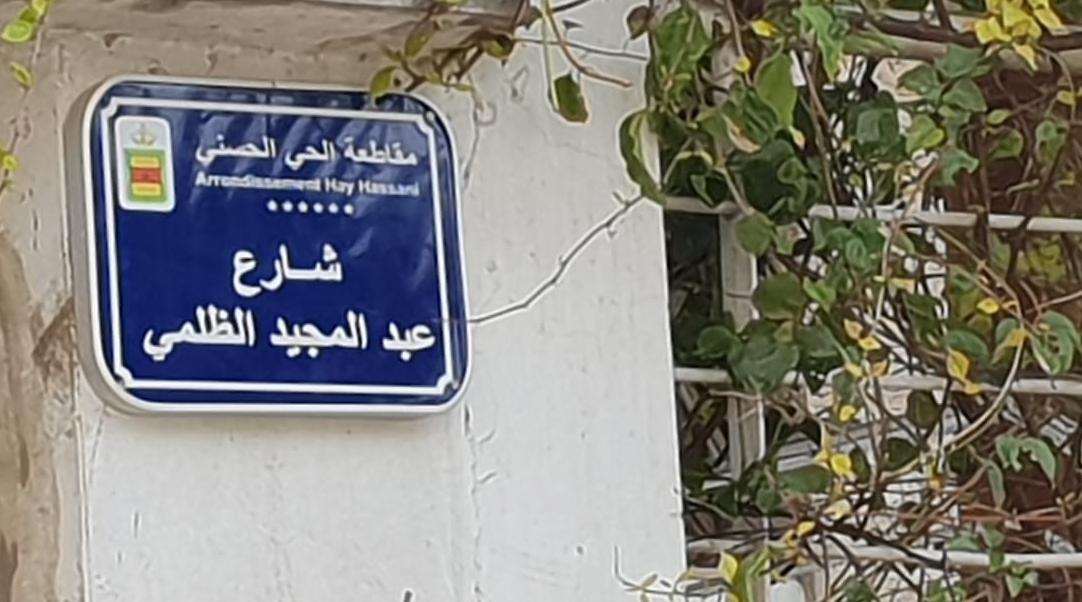 مقاطعة الحي الحسني
Arrondissement Hay Hassani
شارع
عبد المجيد الظلمي